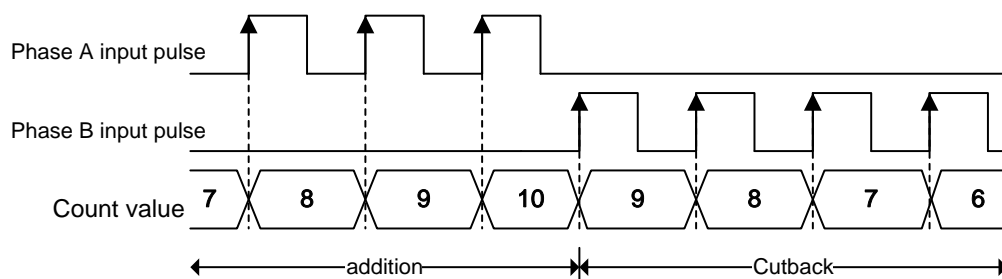 Phase A input pulse
Phase B input pulse
Count value 7 8 9 10 9 8 7 6
addition Cutback